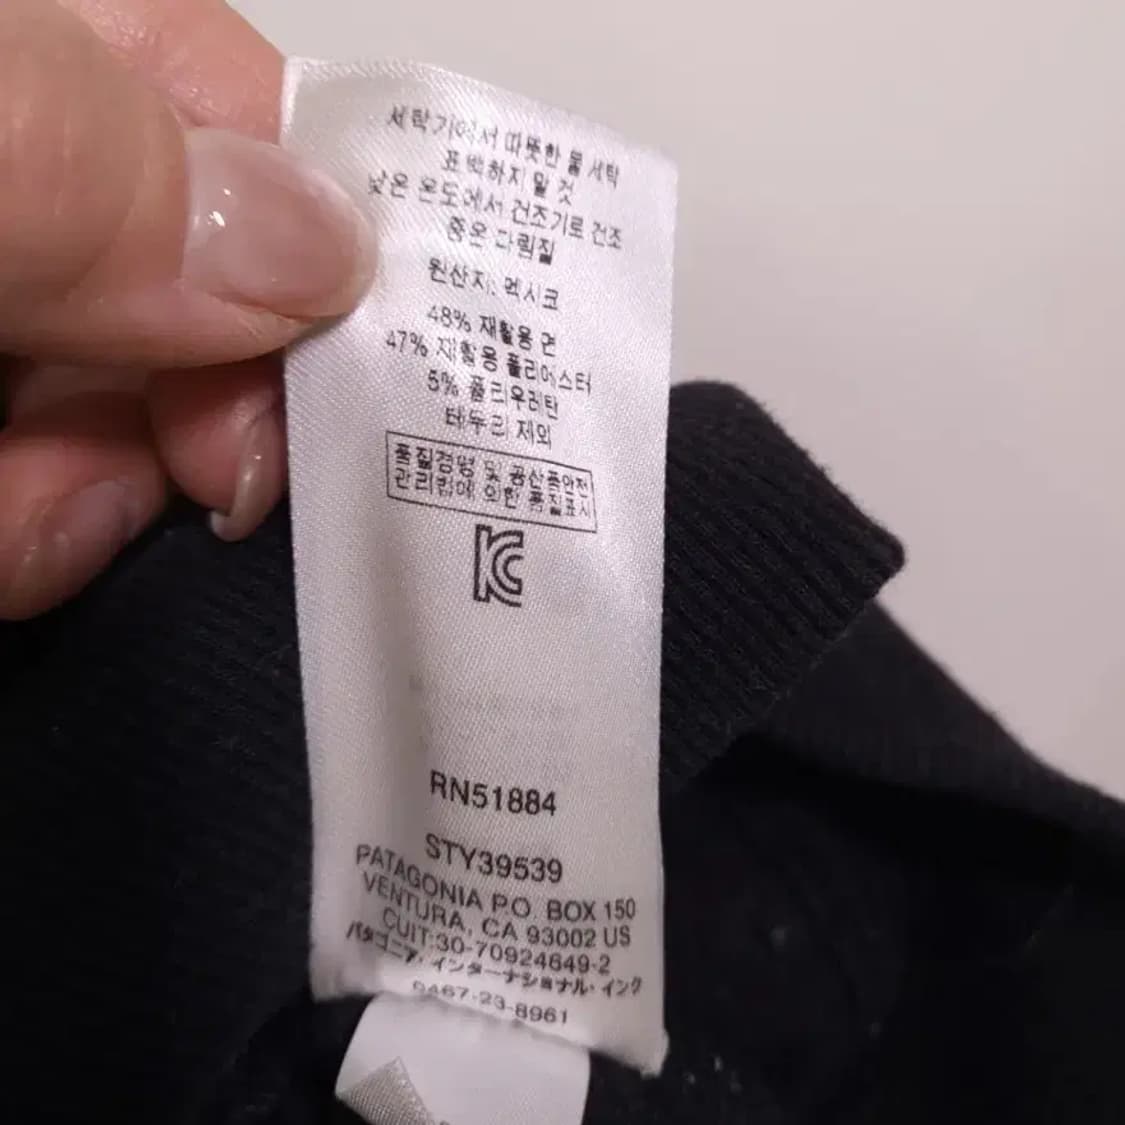 세탁기에서 따뜻한 물 세탁
표백하지 말 것
낮은 온도에서 건조기로 건조
중온 다림질
원산지: 멕시코
48% 재활용 면
47% 재활용 폴리에스터
5% 폴리우레탄
테두리 제외
품질경영 및 공산품안전
관리법에 의한 품질표시
KC
RN51884
STY39539
PATAGONIA P.O. BOX 150
VENTURA, CA 93002 US
CUIT:30-70924649-2
パタゴニア・インターナショナル・インク
0467-23-8961